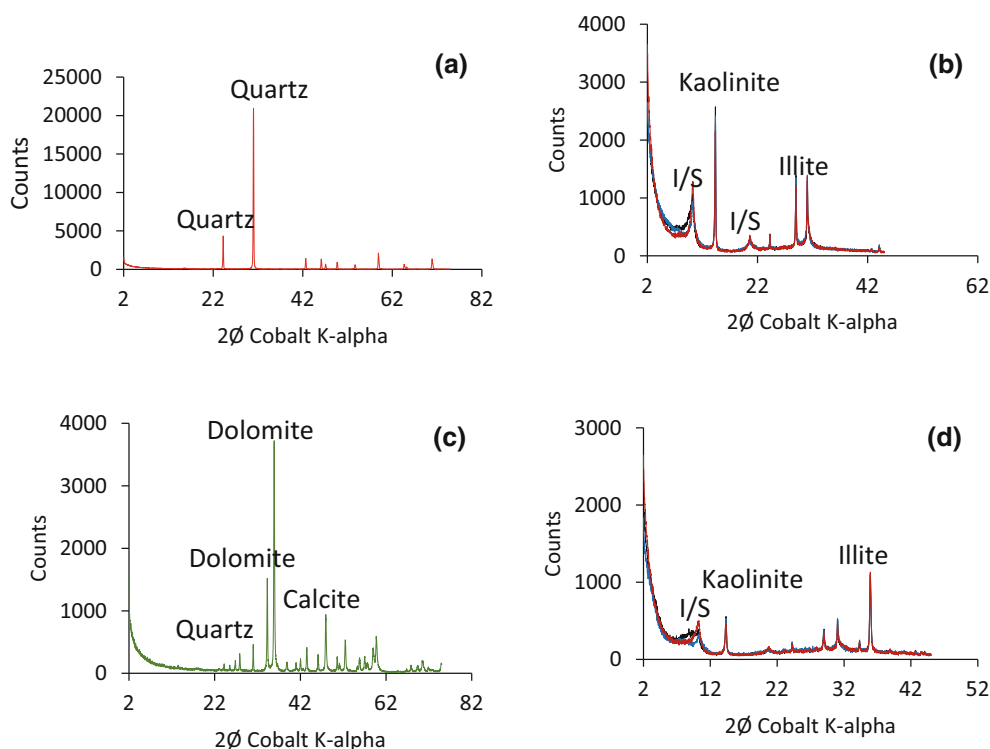 (a)
25000
20000
15000
10000
5000
0
Counts
Quartz
Quartz
2 22 42 62 82
2Ø Cobalt K-alpha
(b)
4000
3000
2000
1000
0
Counts
Kaolinite
I/S
I/S
Illite
2 22 42 62
2Ø Cobalt K-alpha
(c)
4000
3000
2000
1000
0
Counts
Dolomite
Dolomite
Calcite
Quartz
2 22 42 62 82
2Ø Cobalt K-alpha
(d)
3000
2000
1000
0
Counts
Illite
Kaolinite
I/S
2 12 22 32 42 52
2Ø Cobalt K-alpha